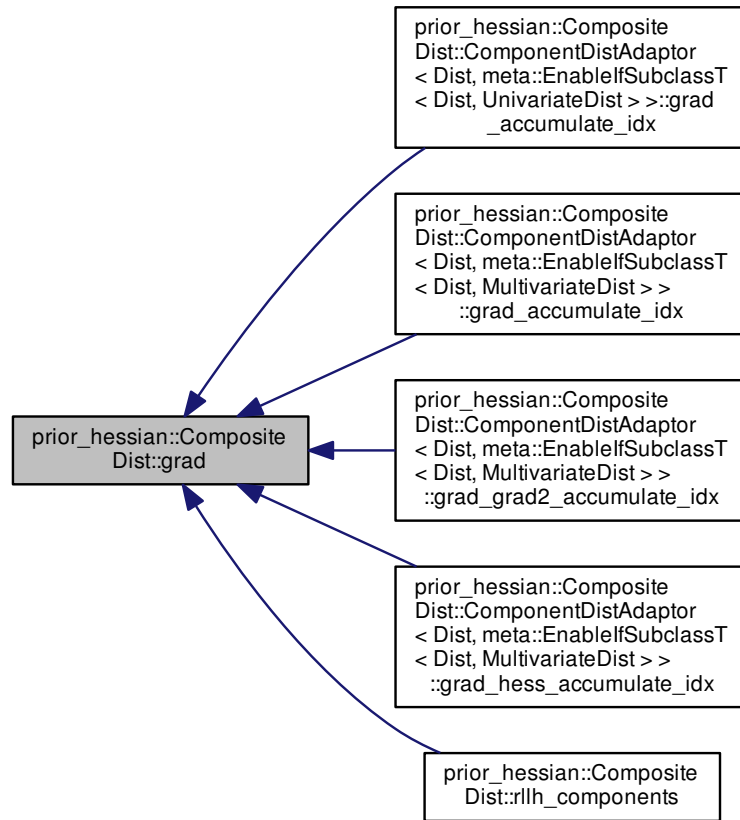 prior_hessian::Composite
Dist::ComponentDistAdaptor
< Dist, meta::EnableIfSubclassT
< Dist, UnivariateDist > >::grad
_accumulate_idx
prior_hessian::Composite
Dist::ComponentDistAdaptor
< Dist, meta::EnableIfSubclassT
< Dist, MultivariateDist > >
::grad_accumulate_idx
prior_hessian::Composite
Dist::grad
prior_hessian::Composite
Dist::ComponentDistAdaptor
< Dist, meta::EnableIfSubclassT
< Dist, MultivariateDist > >
::grad_grad2_accumulate_idx
prior_hessian::Composite
Dist::ComponentDistAdaptor
< Dist, meta::EnableIfSubclassT
< Dist, MultivariateDist > >
::grad_hess_accumulate_idx
prior_hessian::Composite
Dist::rllh_components